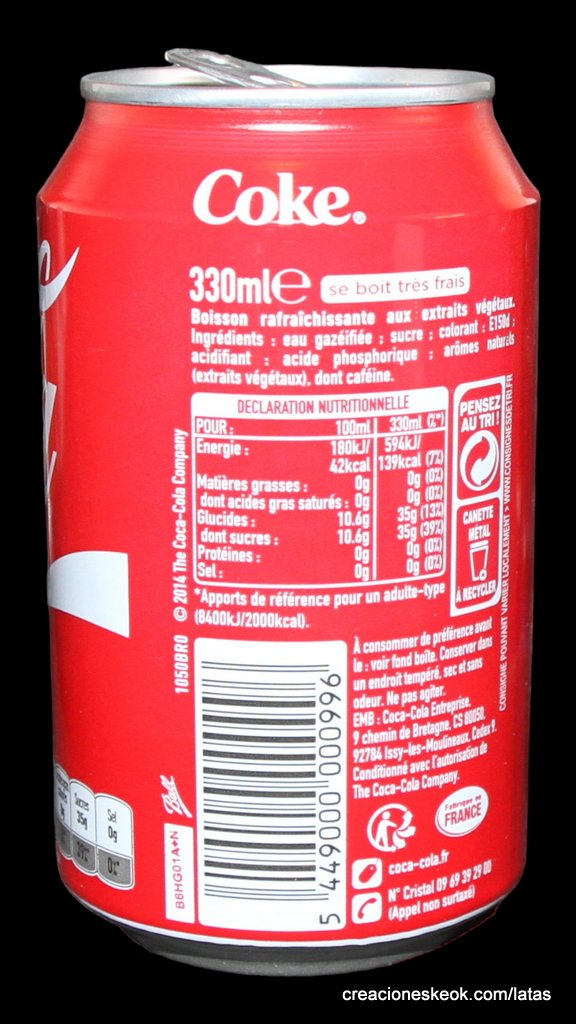 Coke.®
330ml℮ se boit très frais
Boisson rafraîchissante aux extraits végétaux.
Ingrédients : eau gazéifiée ; sucre ; colorant : E150d ;
acidifiant : acide phosphorique ; arômes naturels
(extraits végétaux), dont caféine.
DECLARATION NUTRITIONNELLE
POUR : 100ml 330ml (%*)
Energie : 180kJ/ 594kJ/
42kcal 139kcal (7%)
Matières grasses : 0g 0g (0%)
dont acides gras saturés : 0g 0g (0%)
Glucides : 10.6g 35g (13%)
dont sucres : 10.6g 35g (39%)
Protéines : 0g 0g (0%)
Sel : 0g 0g (0%)
*Apports de référence pour un adulte-type
(8400kJ/2000kcal).
PENSEZ
AU TRI !
CANETTE
MÉTAL
À RECYCLER
CONSIGNE POUVANT VARIER LOCALEMENT > WWW.CONSIGNESDETRI.FR
1050BR0 © 2014 The Coca-Cola Company
À consommer de préférence avant
le : voir fond boîte. Conserver dans
un endroit tempéré, sec et sans
odeur. Ne pas agiter.
EMB : Coca-Cola Entreprise,
9 chemin de Bretagne, CS 80050,
92784 Issy-les-Moulineaux, Cedex 9.
Conditionné avec l'autorisation de
The Coca-Cola Company.
Fabriqué en
FRANCE
coca-cola.fr
N° Cristal 09 69 39 29 00
(Appel non surtaxé)
5 449000 000996
Ball
B6HG01A+N
Sucres
35g
Sel
0g
creacioneskeok.com/latas